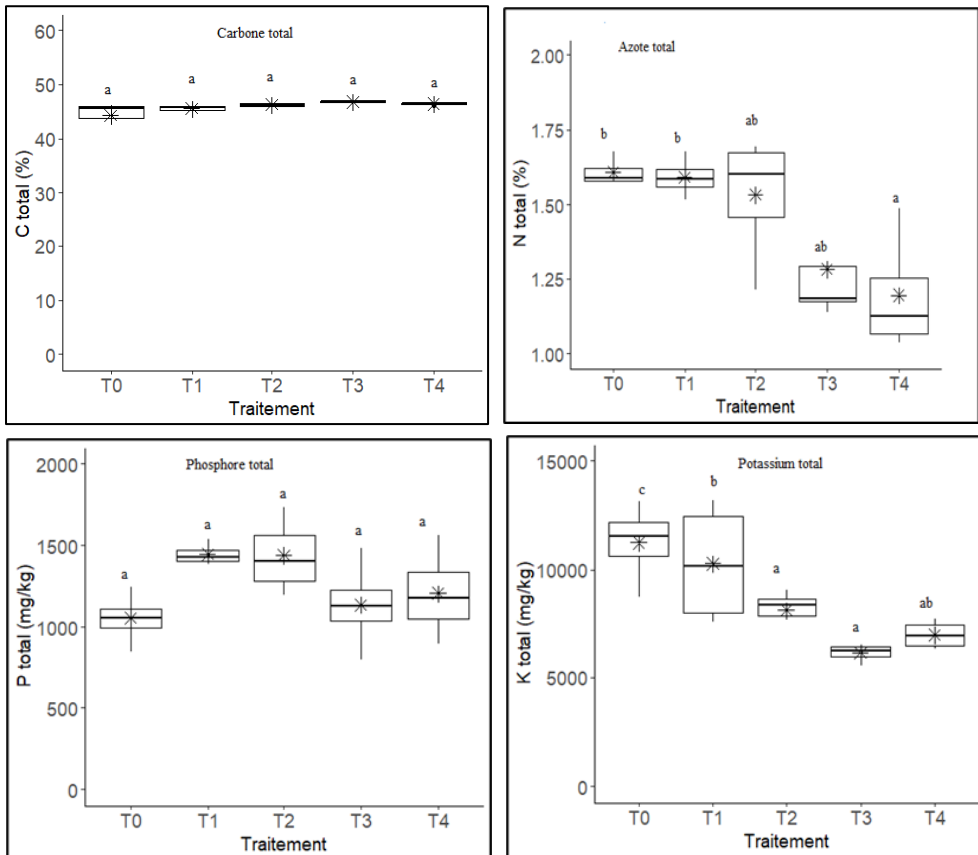 Carbone total
a a a a a
C total (%)
60
50
40
30
20
10
0
T0 T1 T2 T3 T4
Traitement
Azote total
b b ab ab a
N total (%)
2.00
1.75
1.50
1.25
1.00
T0 T1 T2 T3 T4
Traitement
Phosphore total
a a a a a
P total (mg/kg)
2000
1500
1000
500
0
T0 T1 T2 T3 T4
Traitement
Potassium total
c b a a ab
K total (mg/kg)
15000
10000
5000
0
T0 T1 T2 T3 T4
Traitement